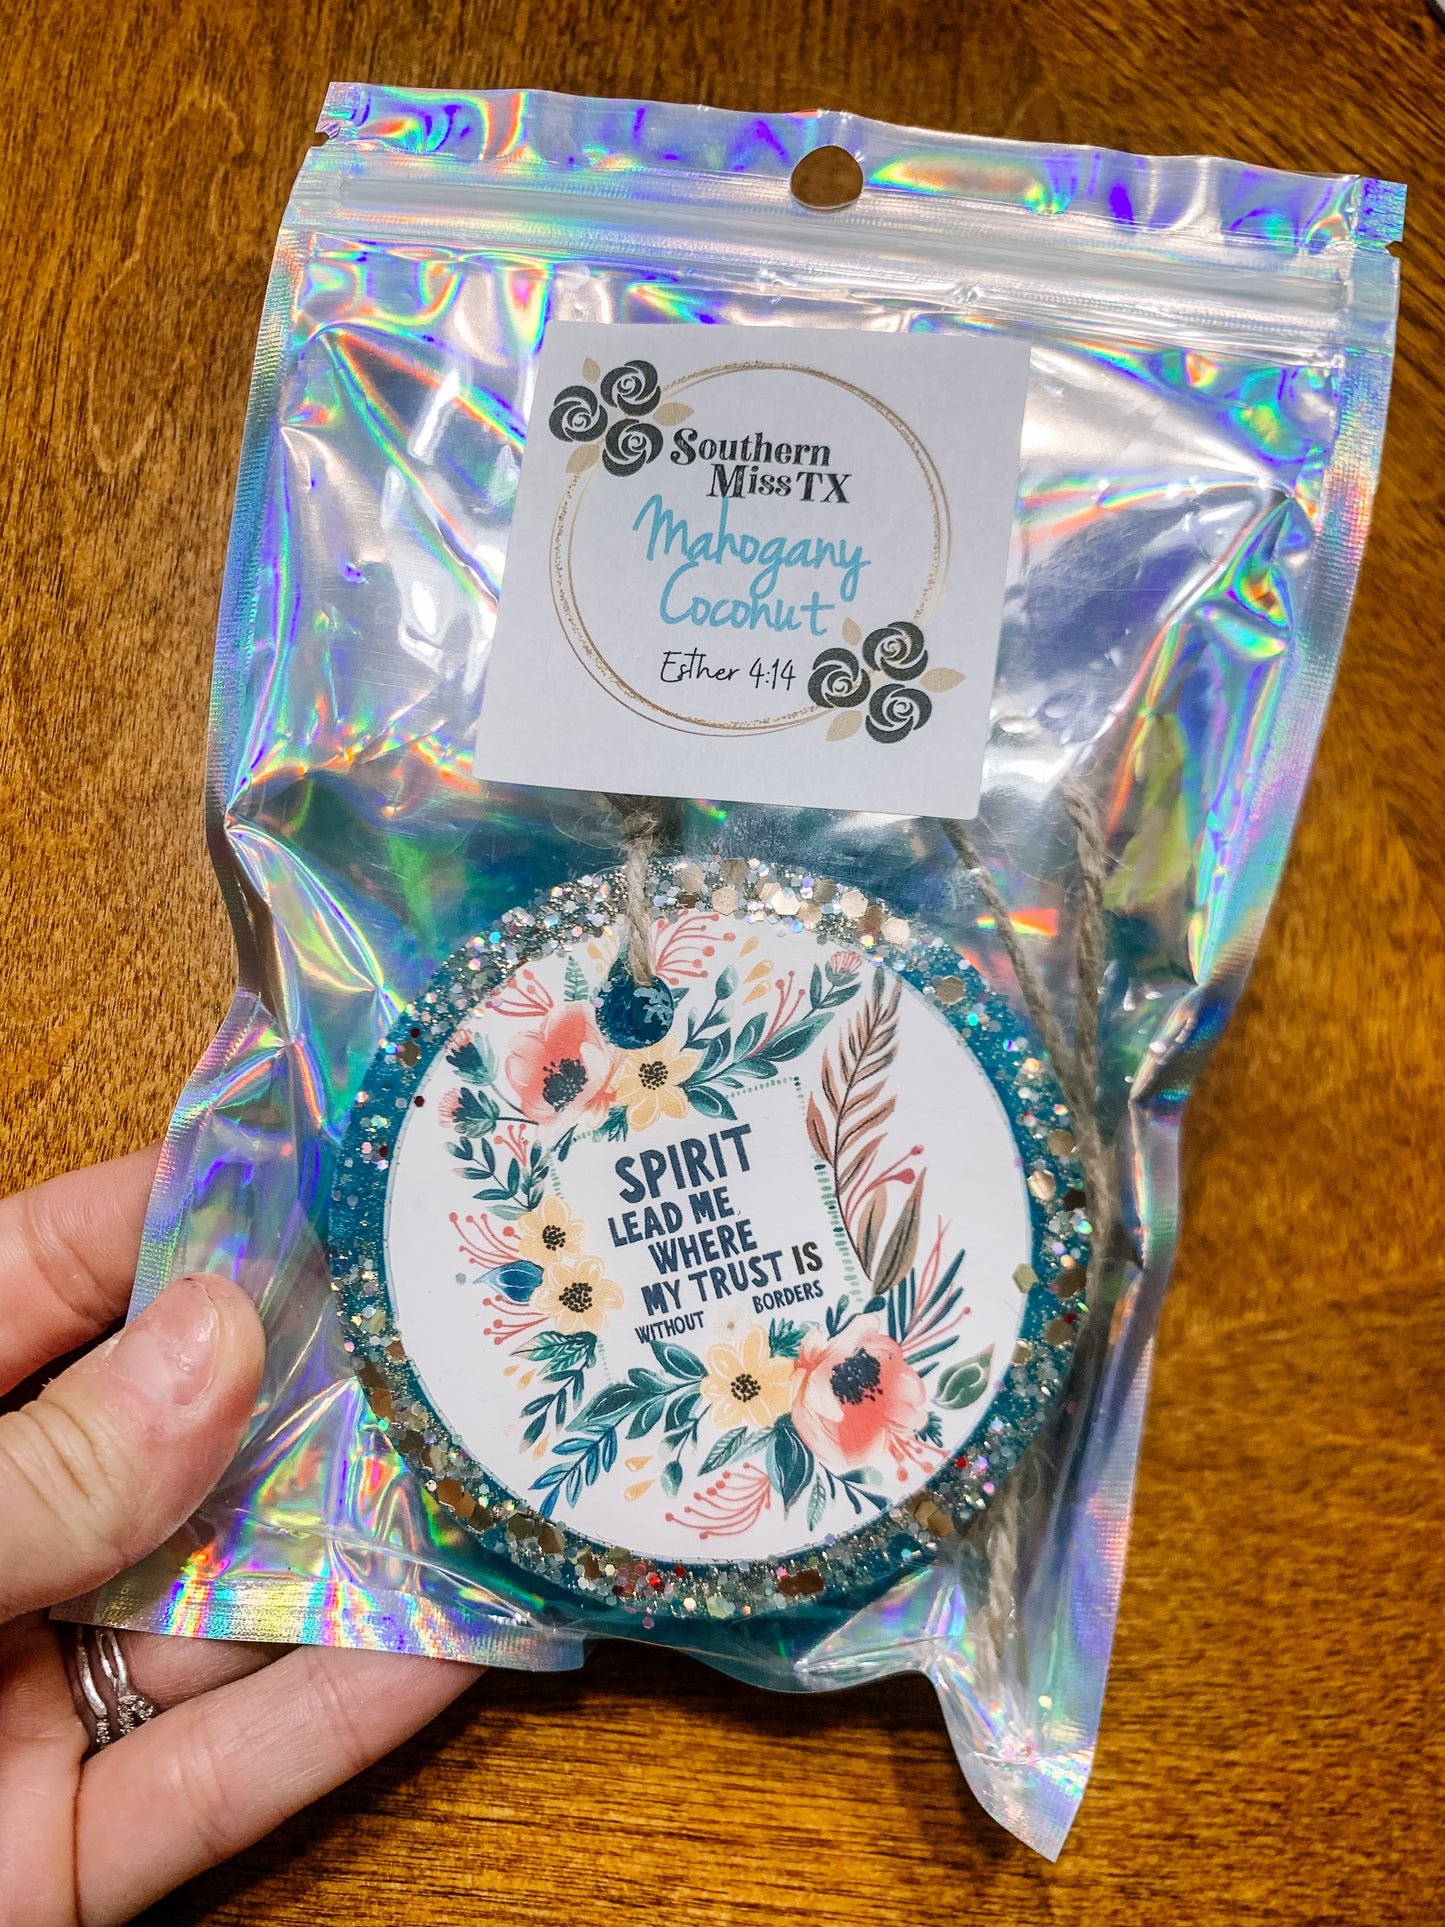 Southern
Miss TX
Mahogany
Coconut
Esther 4:14
SPIRIT
LEAD ME
WHERE
MY TRUST IS
WITHOUT BORDERS